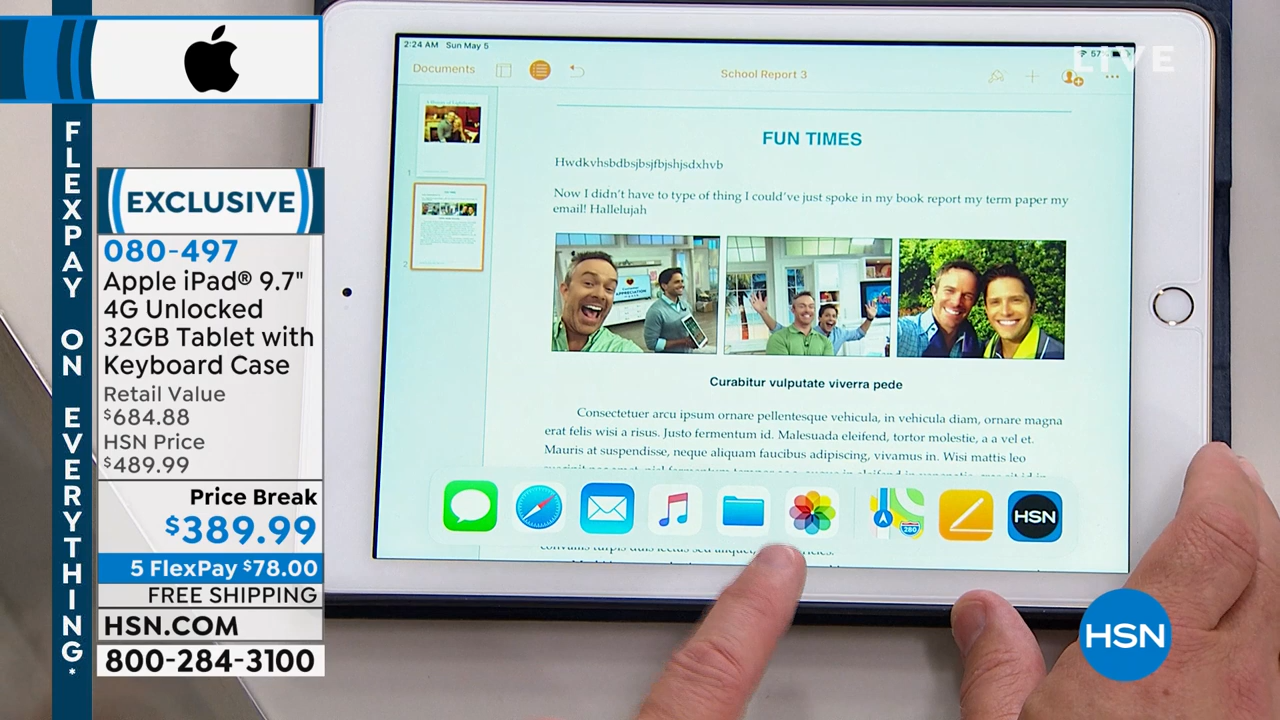 FLEXPAY ON EVERYTHING*
EXCLUSIVE
080-497
Apple iPad® 9.7"
4G Unlocked
32GB Tablet with
Keyboard Case
Retail Value
$684.88
HSN Price
$489.99
Price Break
$389.99
5 FlexPay $78.00
FREE SHIPPING
HSN.COM
800-284-3100
LIVE
2:24 AM Sun May 5
57%
Documents
School Report 3
1
2
FUN TIMES
Hwdkvhsbdbsjbsjfbjshjsdxhvb
Now I didn't have to type of thing I could've just spoke in my book report my term paper my
email! Hallelujah
Curabitur vulputate viverra pede
Consectetuer arcu ipsum ornare pellentesque vehicula, in vehicula diam, ornare magna
erat felis wisi a risus. Justo fermentum id. Malesuada eleifend, tortor molestie, a a vel et.
Mauris at suspendisse, neque aliquam faucibus adipiscing, vivamus in. Wisi mattis leo
280
HSN
HSN